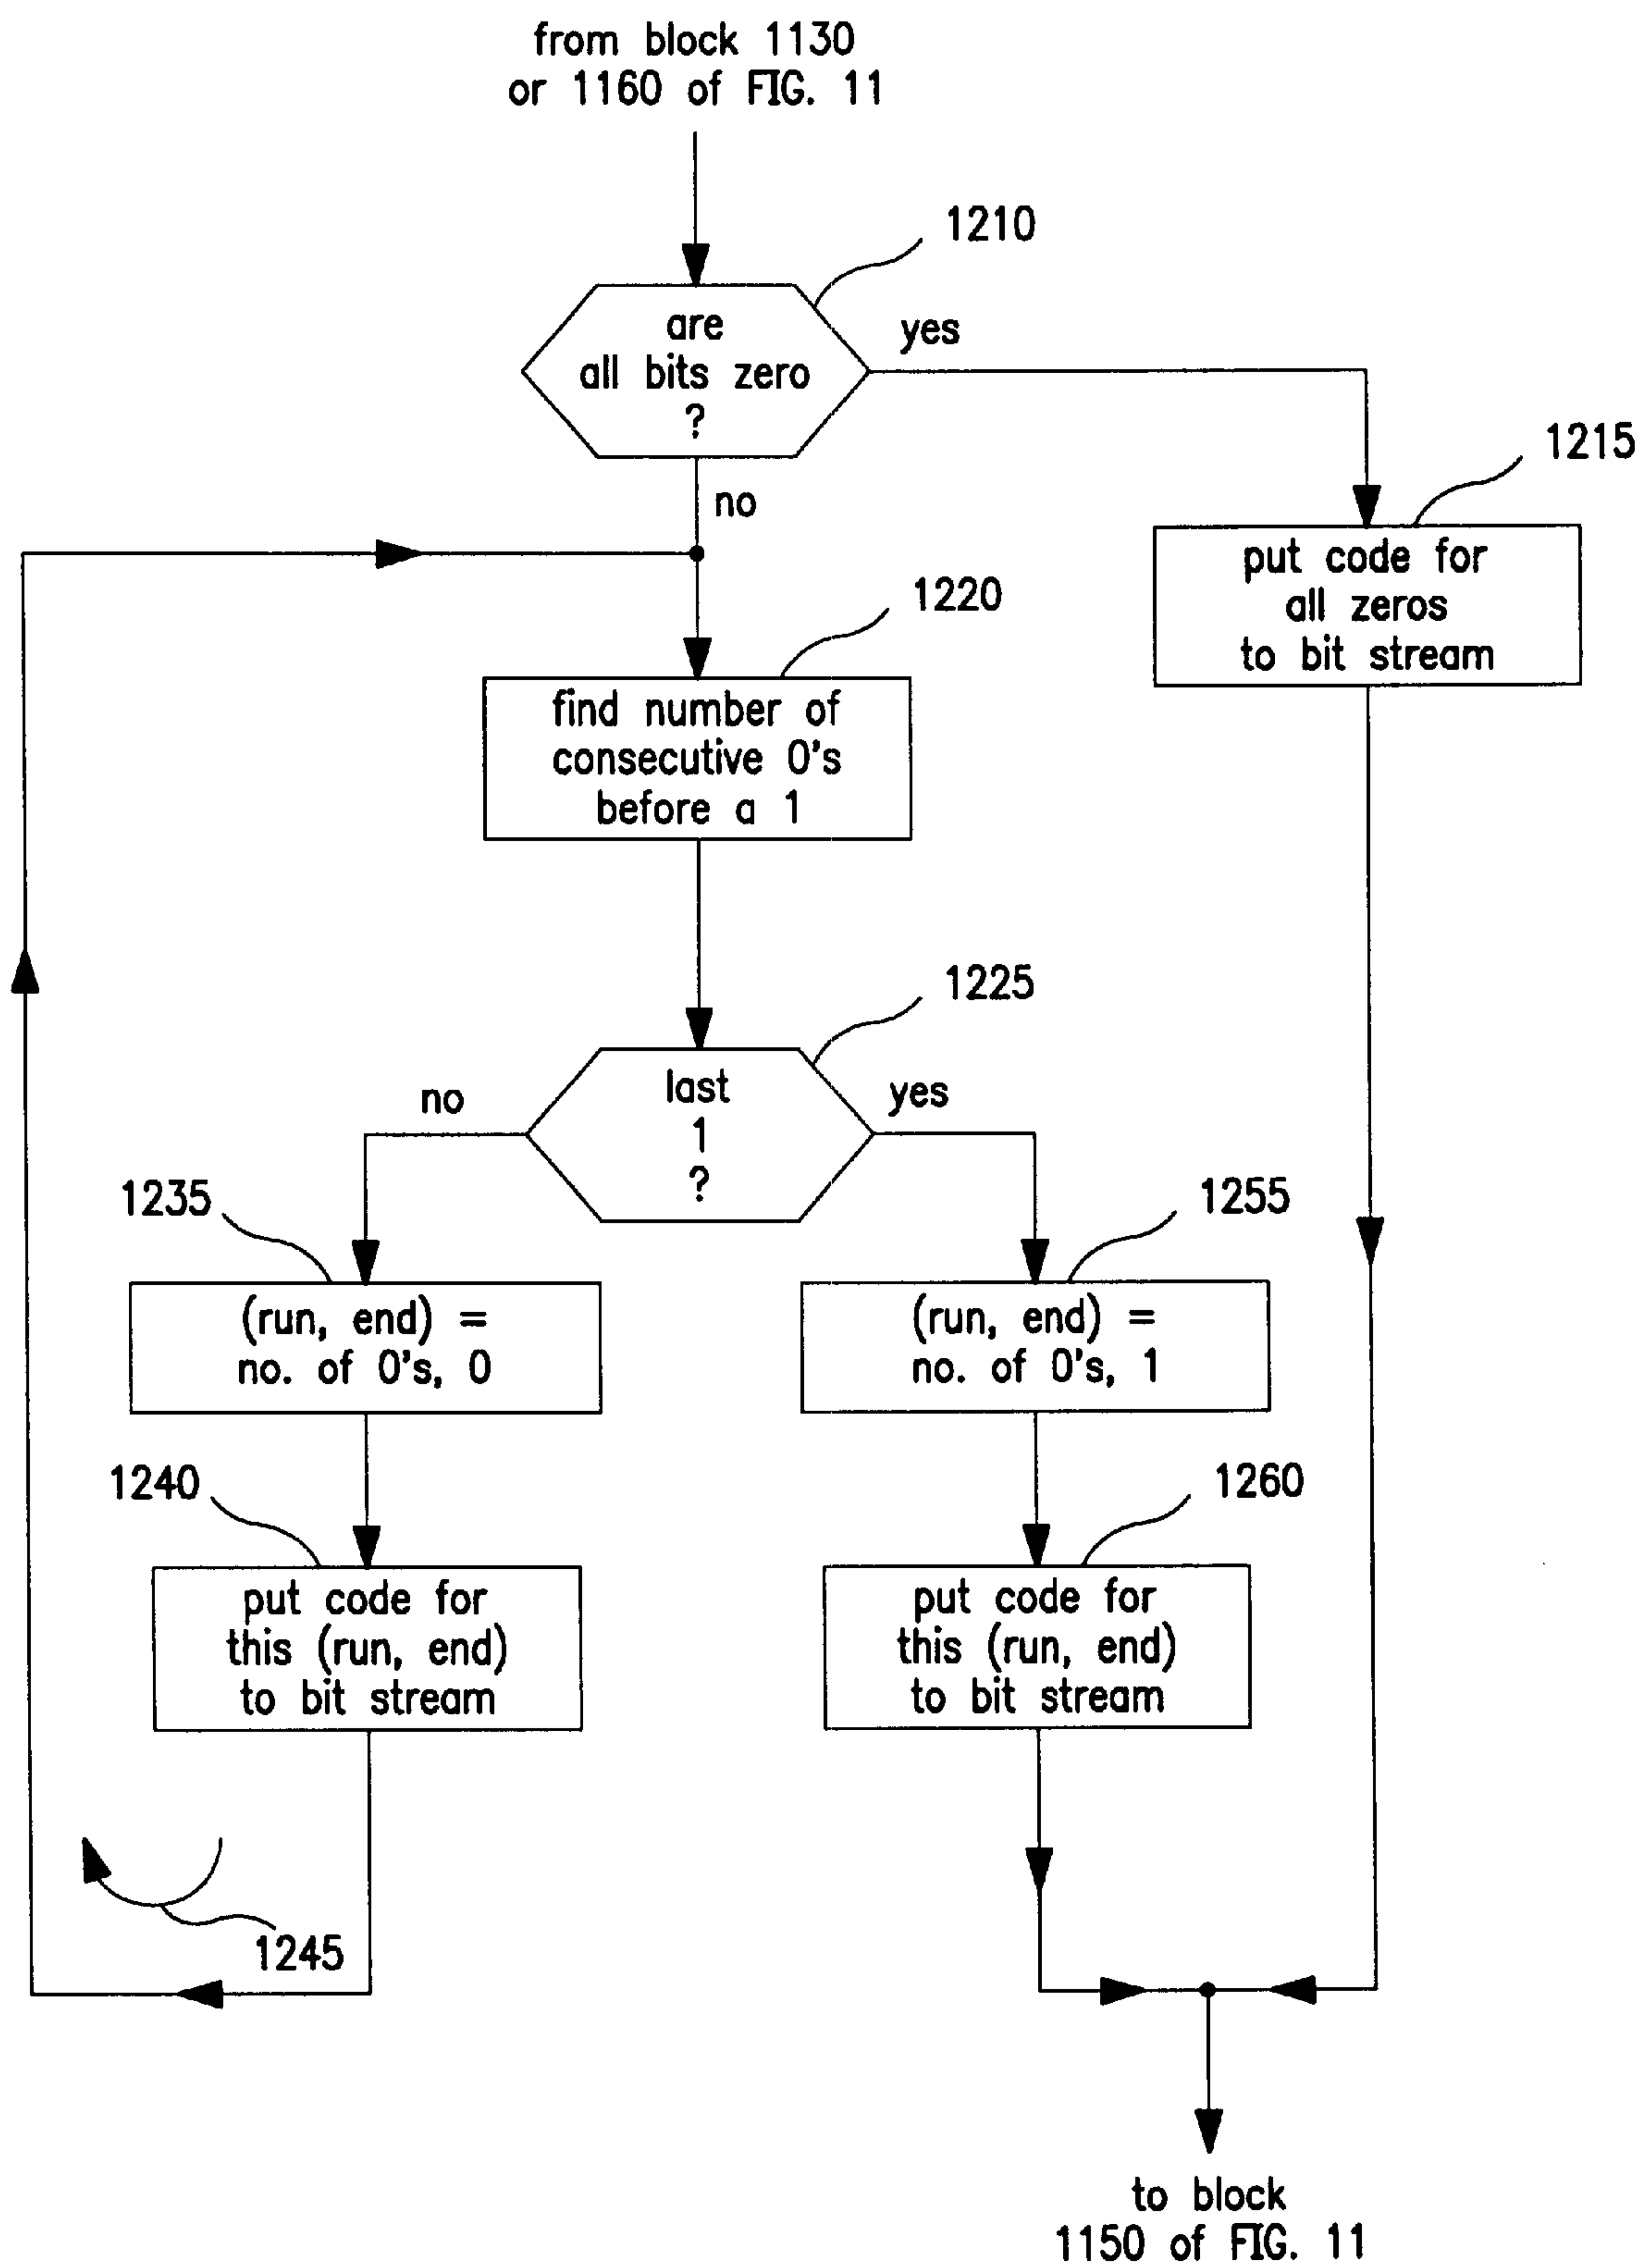 from block 1130
or 1160 of FIG. 11
1210
are
all bits zero
?
yes
no
1215
put code for
all zeros
to bit stream
1220
find number of
consecutive 0's
before a 1
1225
last
1
?
no
yes
1235
(run, end) =
no. of 0's, 0
1255
(run, end) =
no. of 0's, 1
1240
put code for
this (run, end)
to bit stream
1260
put code for
this (run, end)
to bit stream
1245
to block
1150 of FIG. 11